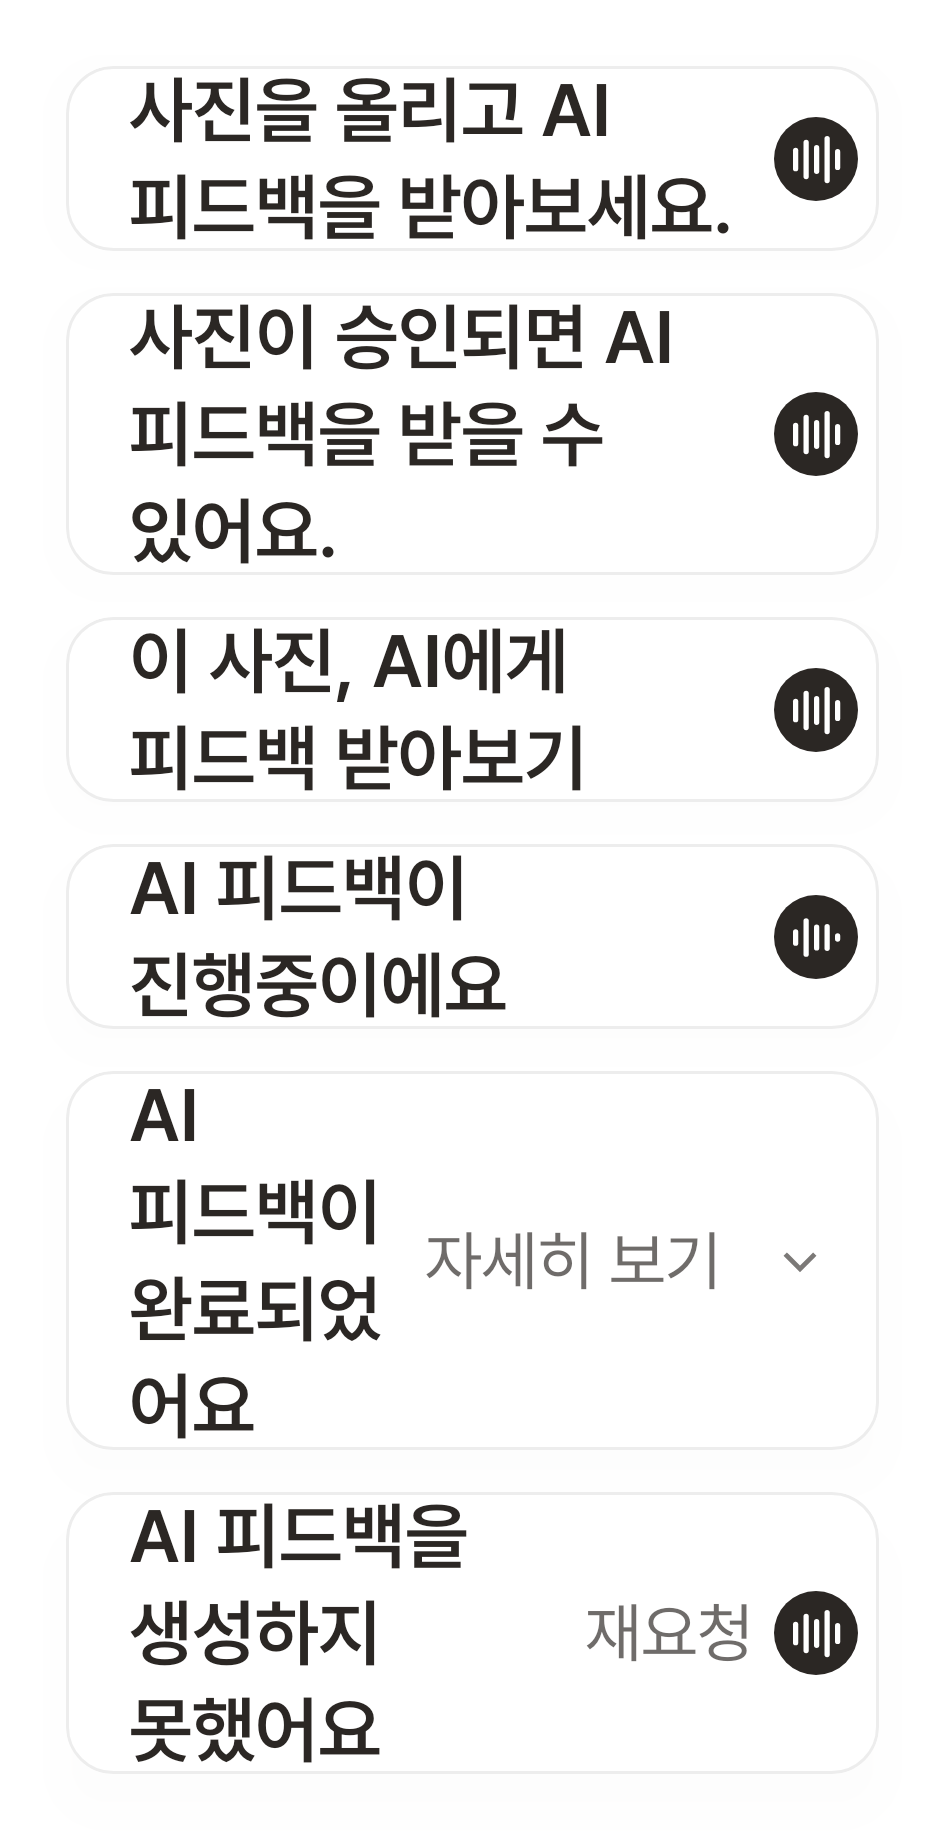 사진을 올리고 AI
피드백을 받아보세요.
사진이 승인되면 AI
피드백을 받을 수
있어요.
이 사진, AI에게
피드백 받아보기
AI 피드백이
진행중이에요
AI
피드백이
완료되었
어요
자세히 보기
AI 피드백을
생성하지
못했어요
재요청